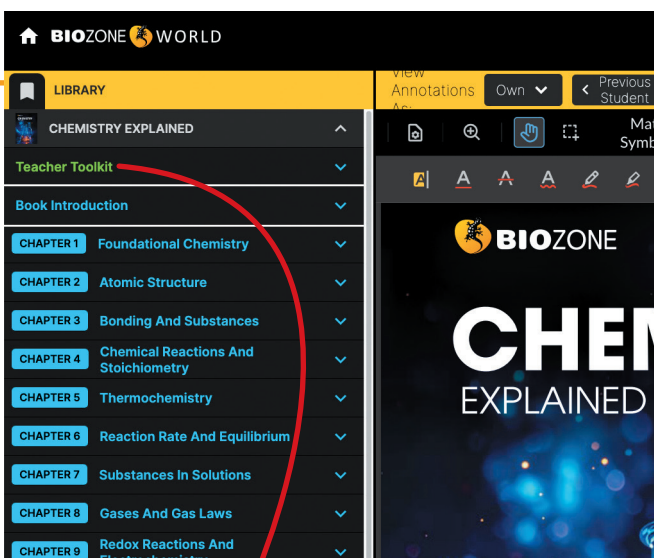 BIOZONE WORLD
LIBRARY
CHEMISTRY EXPLAINED
Teacher Toolkit
Book Introduction
CHAPTER 1 Foundational Chemistry
CHAPTER 2 Atomic Structure
CHAPTER 3 Bonding And Substances
CHAPTER 4 Chemical Reactions And
Stoichiometry
CHAPTER 5 Thermochemistry
CHAPTER 6 Reaction Rate And Equilibrium
CHAPTER 7 Substances In Solutions
CHAPTER 8 Gases And Gas Laws
CHAPTER 9 Redox Reactions And
View
Annotations
As:
Own
Previous
Student
Mat
Symb
BIOZONE
CHEM
EXPLAINED